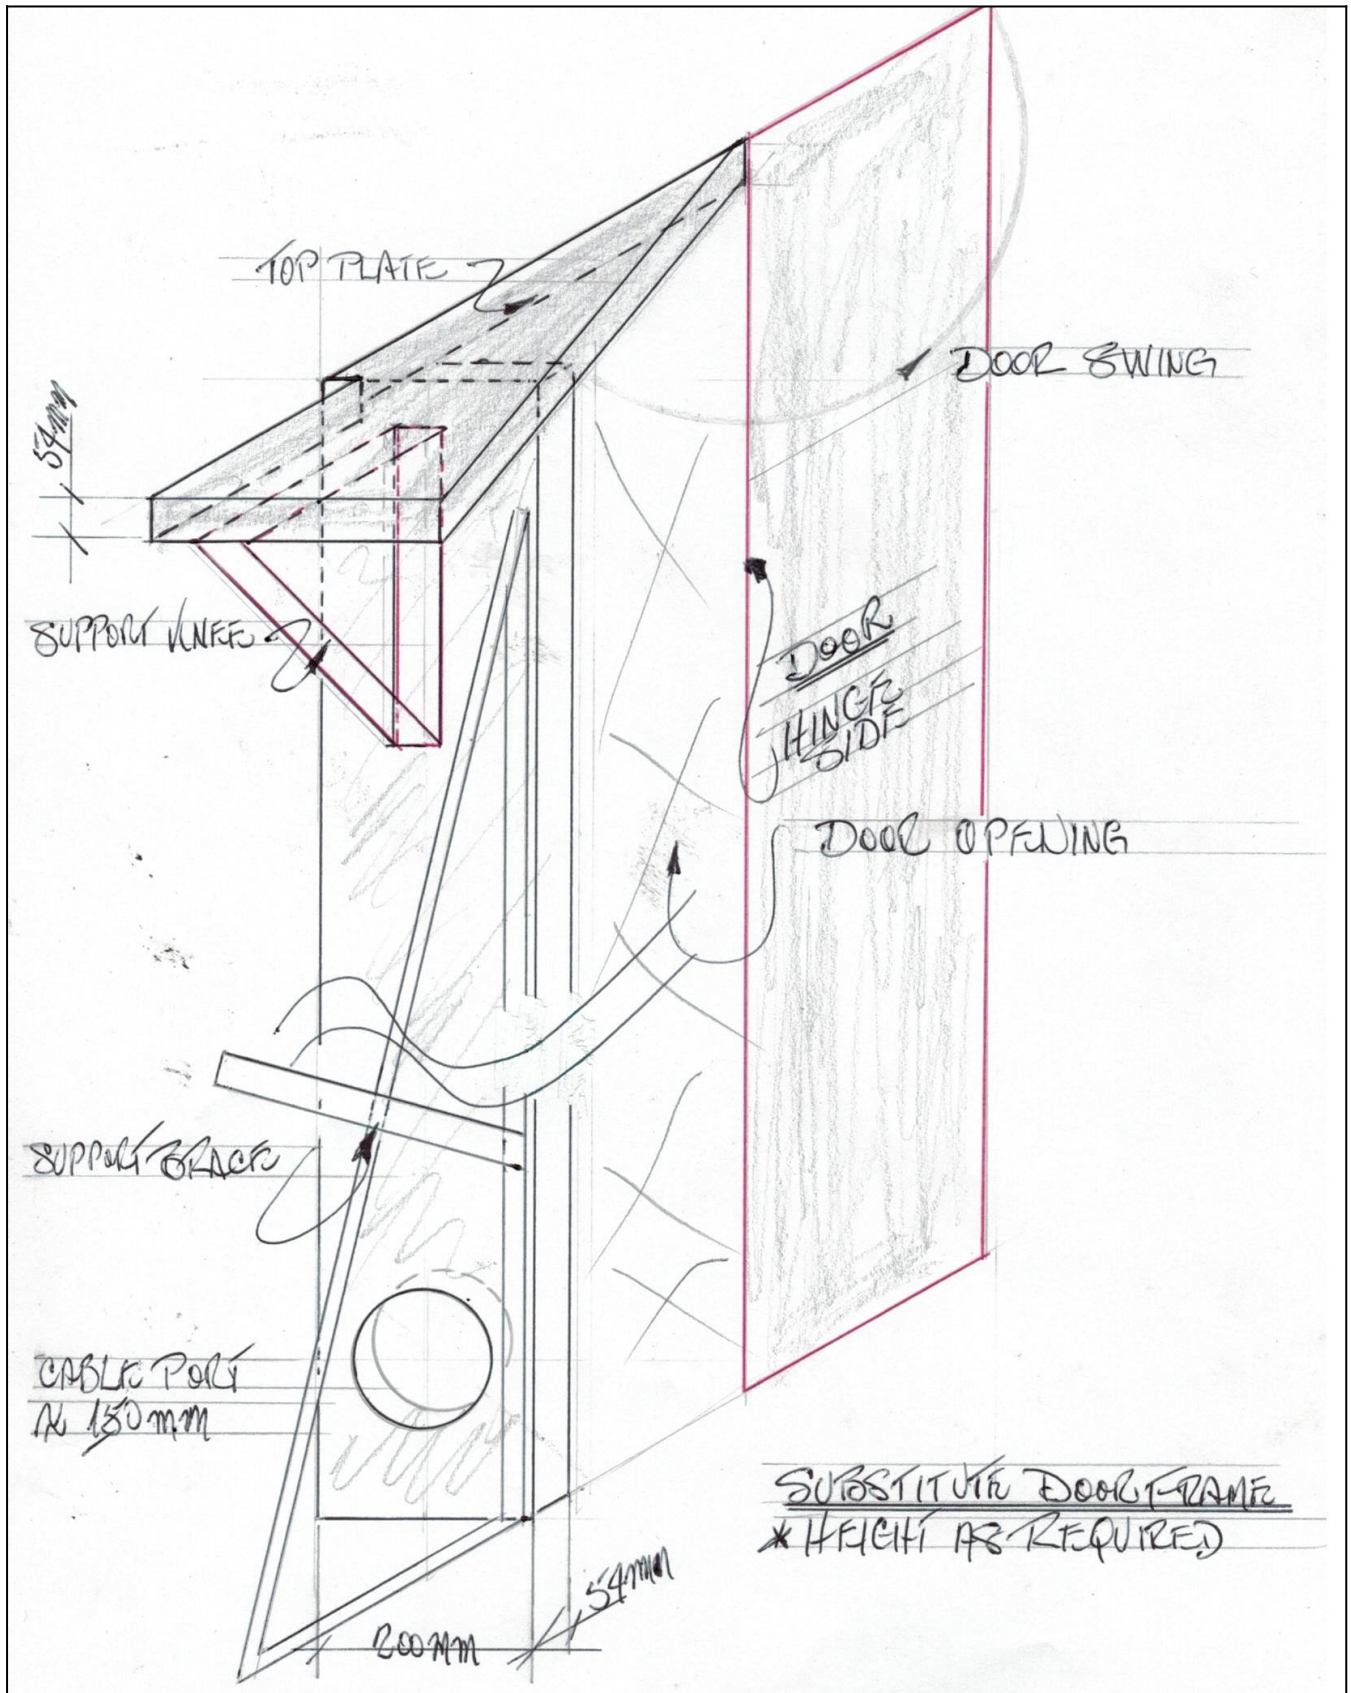 TOP PLATE
54mm
DOOR SWING
SUPPORT KNEE
DOOR
HINGE
SIDE
DOOR OPENING
SUPPORT BRACE
CABLE PORT
≈ 150mm
SUBSTITUTE DOOR FRAME
* HEIGHT AS REQUIRED
54mm
200mm